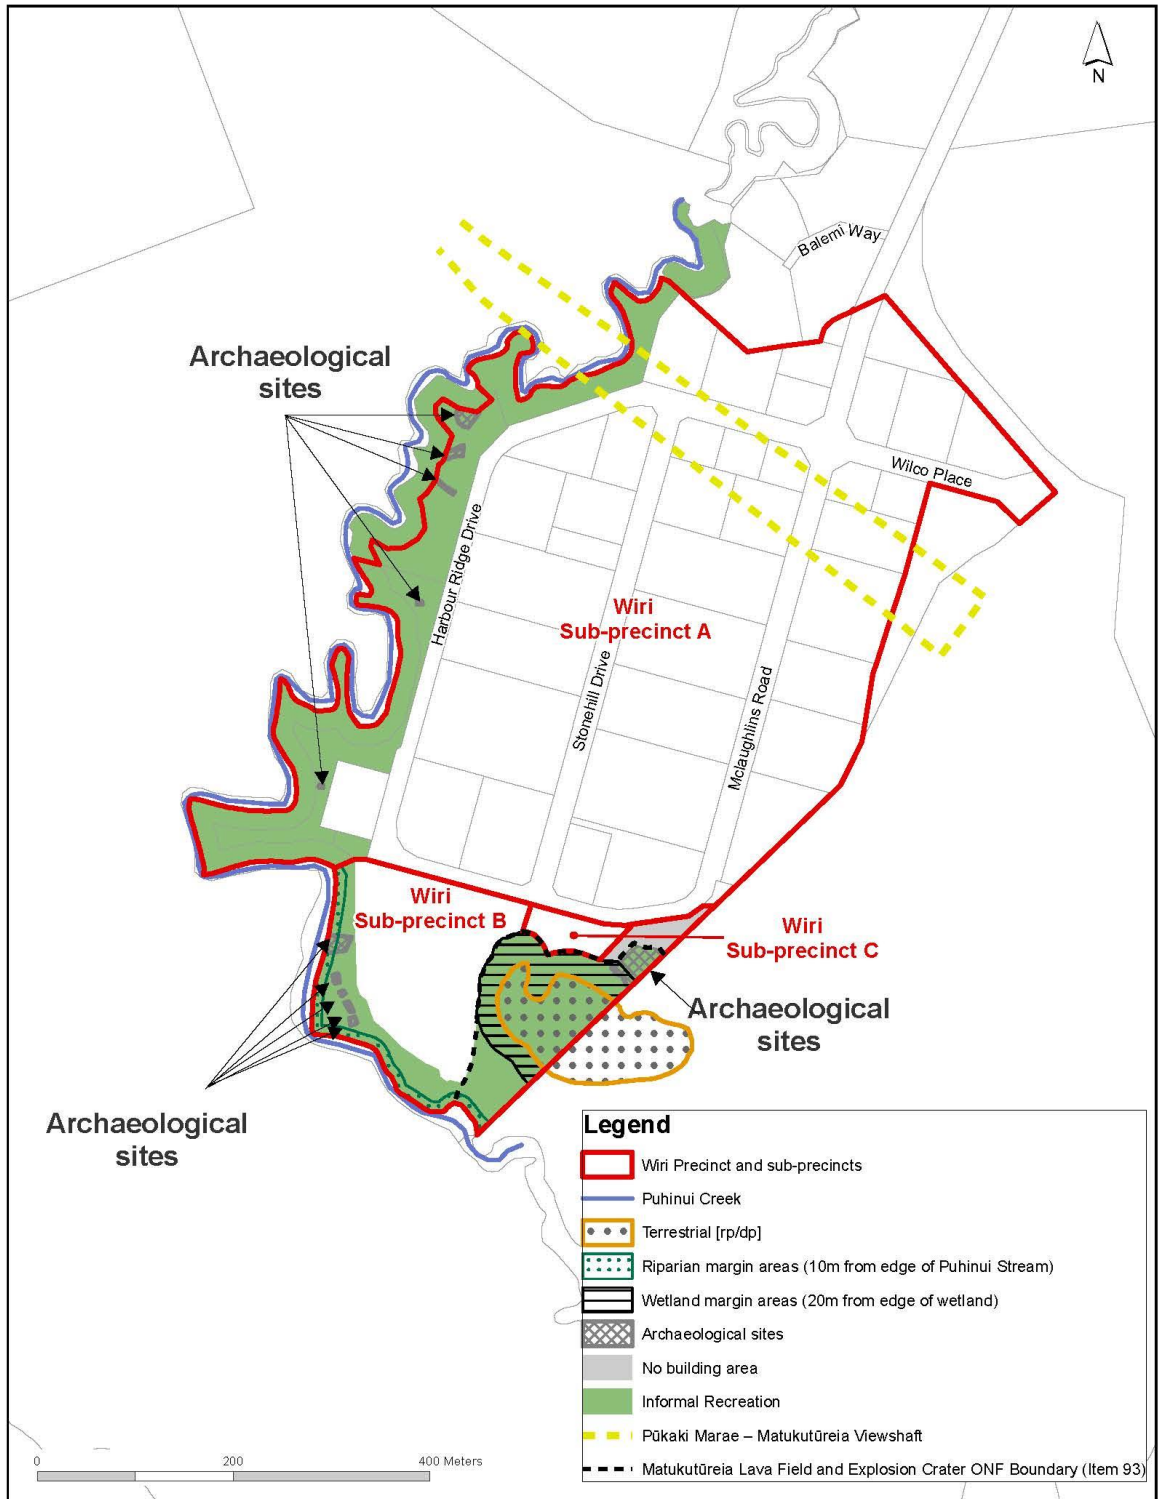 N
Balemi Way
Archaeological
sites
Wilco Place
Harbour Ridge Drive
Wiri
Sub-precinct A
Stonehill Drive
Mclaughlins Road
Wiri
Sub-precinct B
Wiri
Sub-precinct C
Archaeological
sites
Archaeological
sites
Legend
Wiri Precinct and sub-precincts
Puhinui Creek
Terrestrial [rp/dp]
Riparian margin areas (10m from edge of Puhinui Stream)
Wetland margin areas (20m from edge of wetland)
Archaeological sites
No building area
Informal Recreation
Pūkaki Marae – Matukutūreia Viewshaft
Matukutūreia Lava Field and Explosion Crater ONF Boundary (Item 93)
0 200 400 Meters